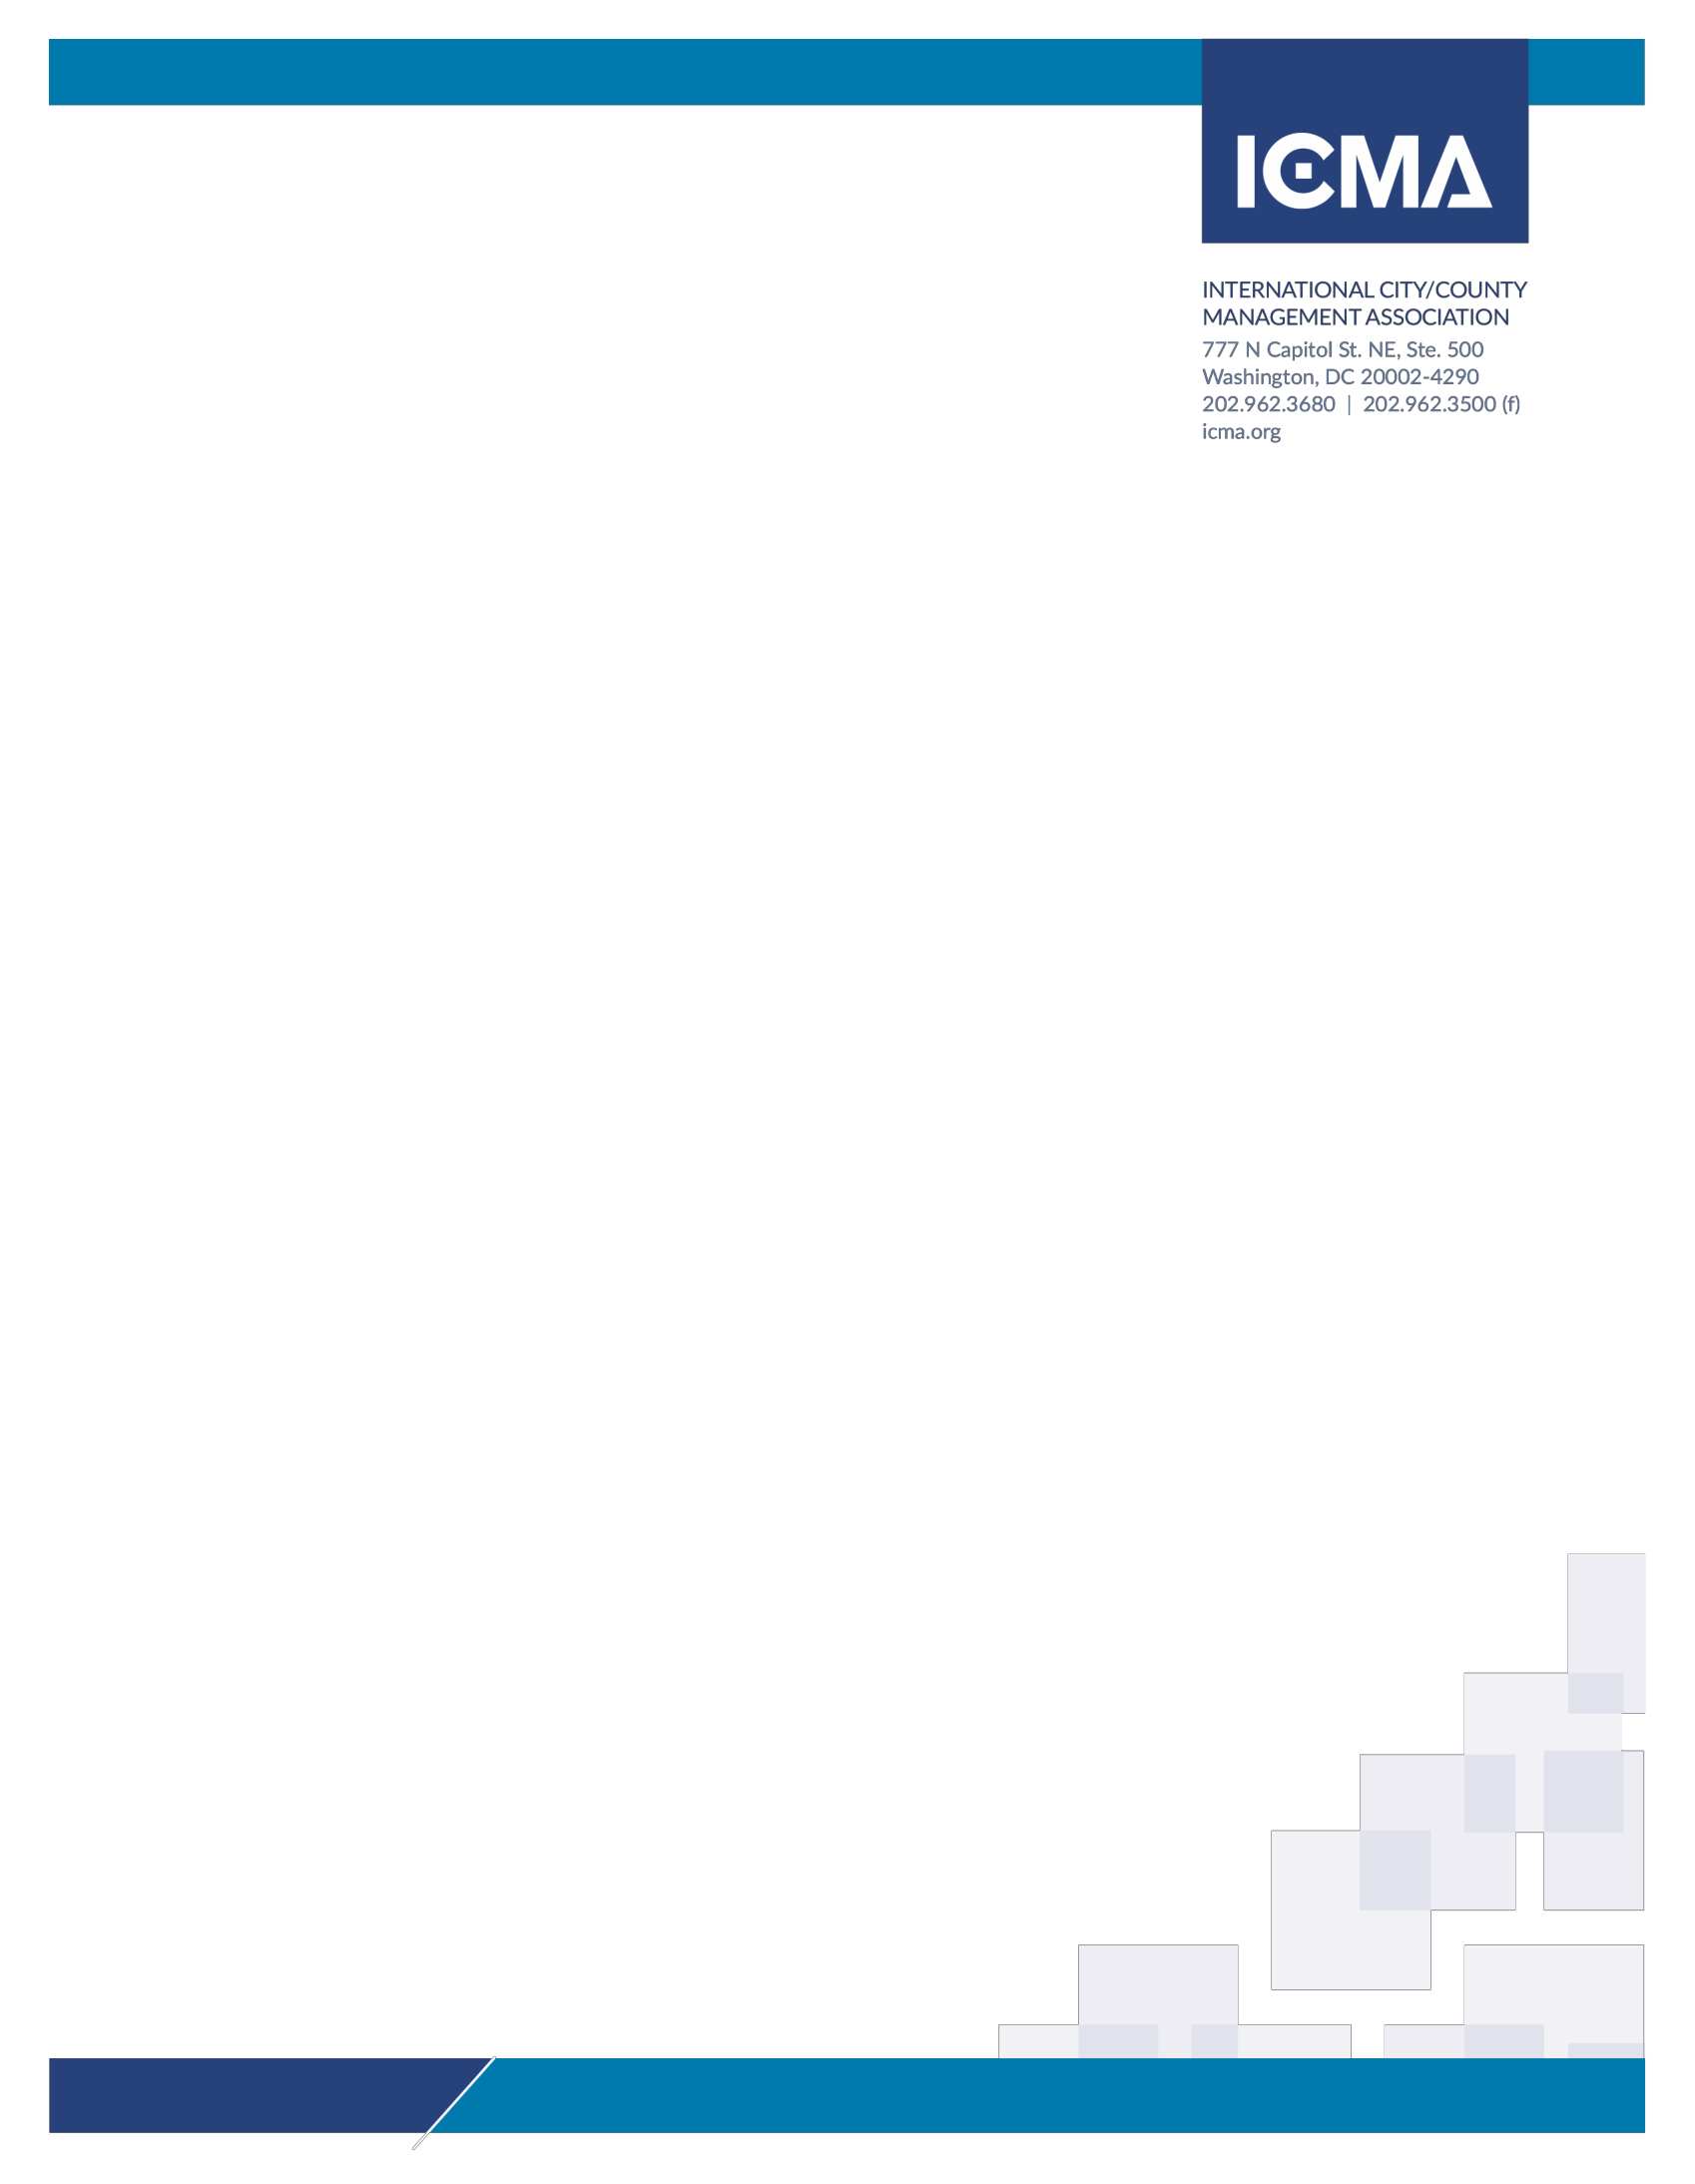 ICMA
INTERNATIONAL CITY/COUNTY
MANAGEMENT ASSOCIATION
777 N Capitol St. NE, Ste. 500
Washington, DC 20002-4290
202.962.3680 | 202.962.3500 (f)
icma.org